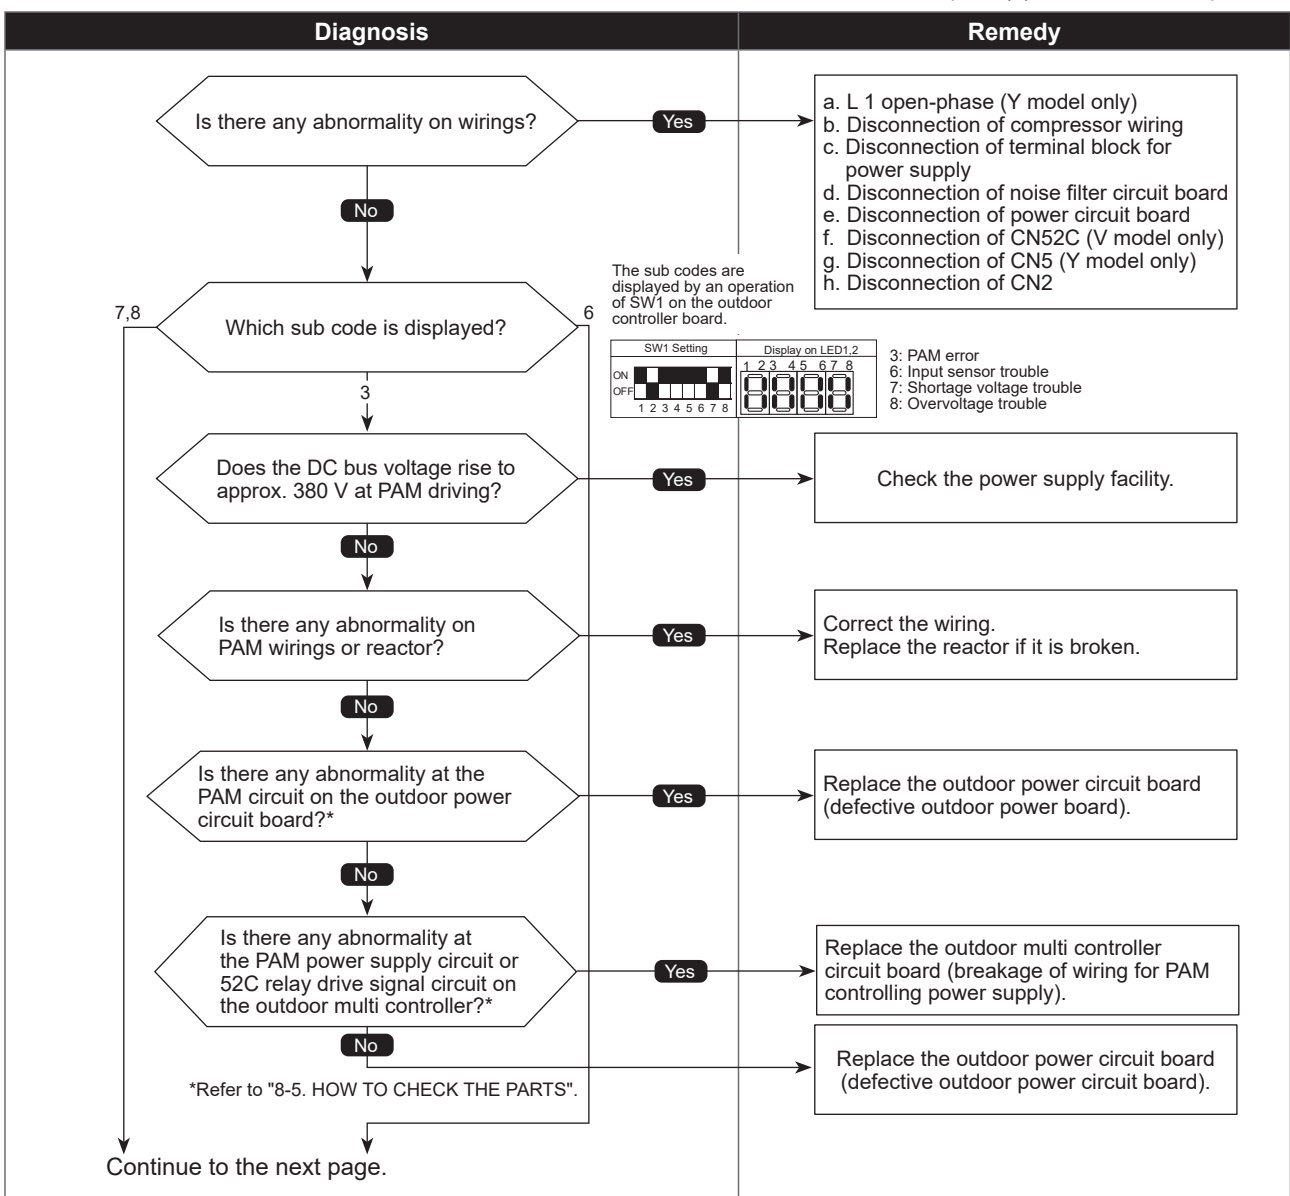 Diagnosis
Remedy
Is there any abnormality on wirings?
Yes
a. L 1 open-phase (Y model only)
b. Disconnection of compressor wiring
c. Disconnection of terminal block for
power supply
d. Disconnection of noise filter circuit board
e. Disconnection of power circuit board
f. Disconnection of CN52C (V model only)
g. Disconnection of CN5 (Y model only)
h. Disconnection of CN2
No
7,8
Which sub code is displayed?
6
The sub codes are
displayed by an operation
of SW1 on the outdoor
controller board.
SW1 Setting
Display on LED1,2
ON
OFF
1 2 3 4 5 6 7 8
1 2 3 4 5 6 7 8
3: PAM error
6: Input sensor trouble
7: Shortage voltage trouble
8: Overvoltage trouble
3
Does the DC bus voltage rise to
approx. 380 V at PAM driving?
Yes
Check the power supply facility.
No
Is there any abnormality on
PAM wirings or reactor?
Yes
Correct the wiring.
Replace the reactor if it is broken.
No
Is there any abnormality at the
PAM circuit on the outdoor power
circuit board?*
Yes
Replace the outdoor power circuit board
(defective outdoor power board).
No
Is there any abnormality at
the PAM power supply circuit or
52C relay drive signal circuit on
the outdoor multi controller?*
Yes
Replace the outdoor multi controller
circuit board (breakage of wiring for PAM
controlling power supply).
No
Replace the outdoor power circuit board
(defective outdoor power circuit board).
*Refer to "8-5. HOW TO CHECK THE PARTS".
Continue to the next page.